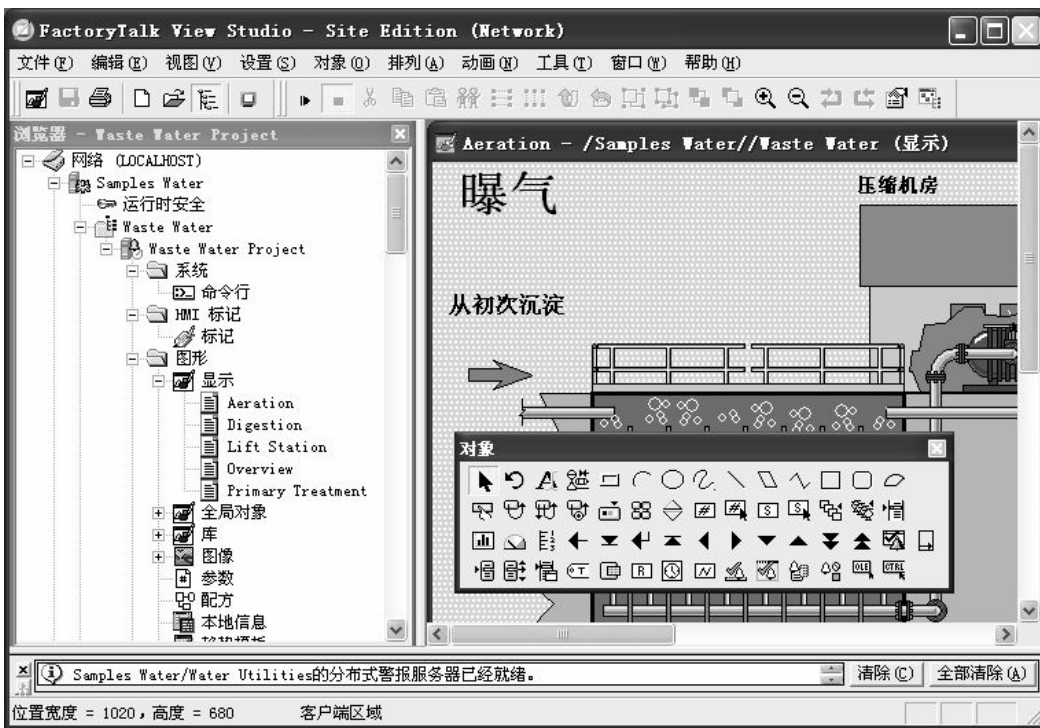 FactoryTalk View Studio - Site Edition (Network)
文件(F) 编辑(E) 视图(V) 设置(S) 对象(O) 排列(A) 动画(N) 工具(T) 窗口(W) 帮助(H)
浏览器 - Waste Water Project
网络 (LOCALHOST)
Samples Water
运行时安全
Waste Water
Waste Water Project
系统
命令行
HMI 标记
标记
图形
显示
Aeration
Digestion
Lift Station
Overview
Primary Treatment
全局对象
库
图像
参数
配方
本地信息
Aeration - /Samples Water//Waste Water (显示)
曝气
压缩机房
从初次沉淀
对象
Samples Water/Water Utilities的分布式警报服务器已经就绪。
清除(C) 全部清除(A)
位置宽度 = 1020，高度 = 680 客户端区域